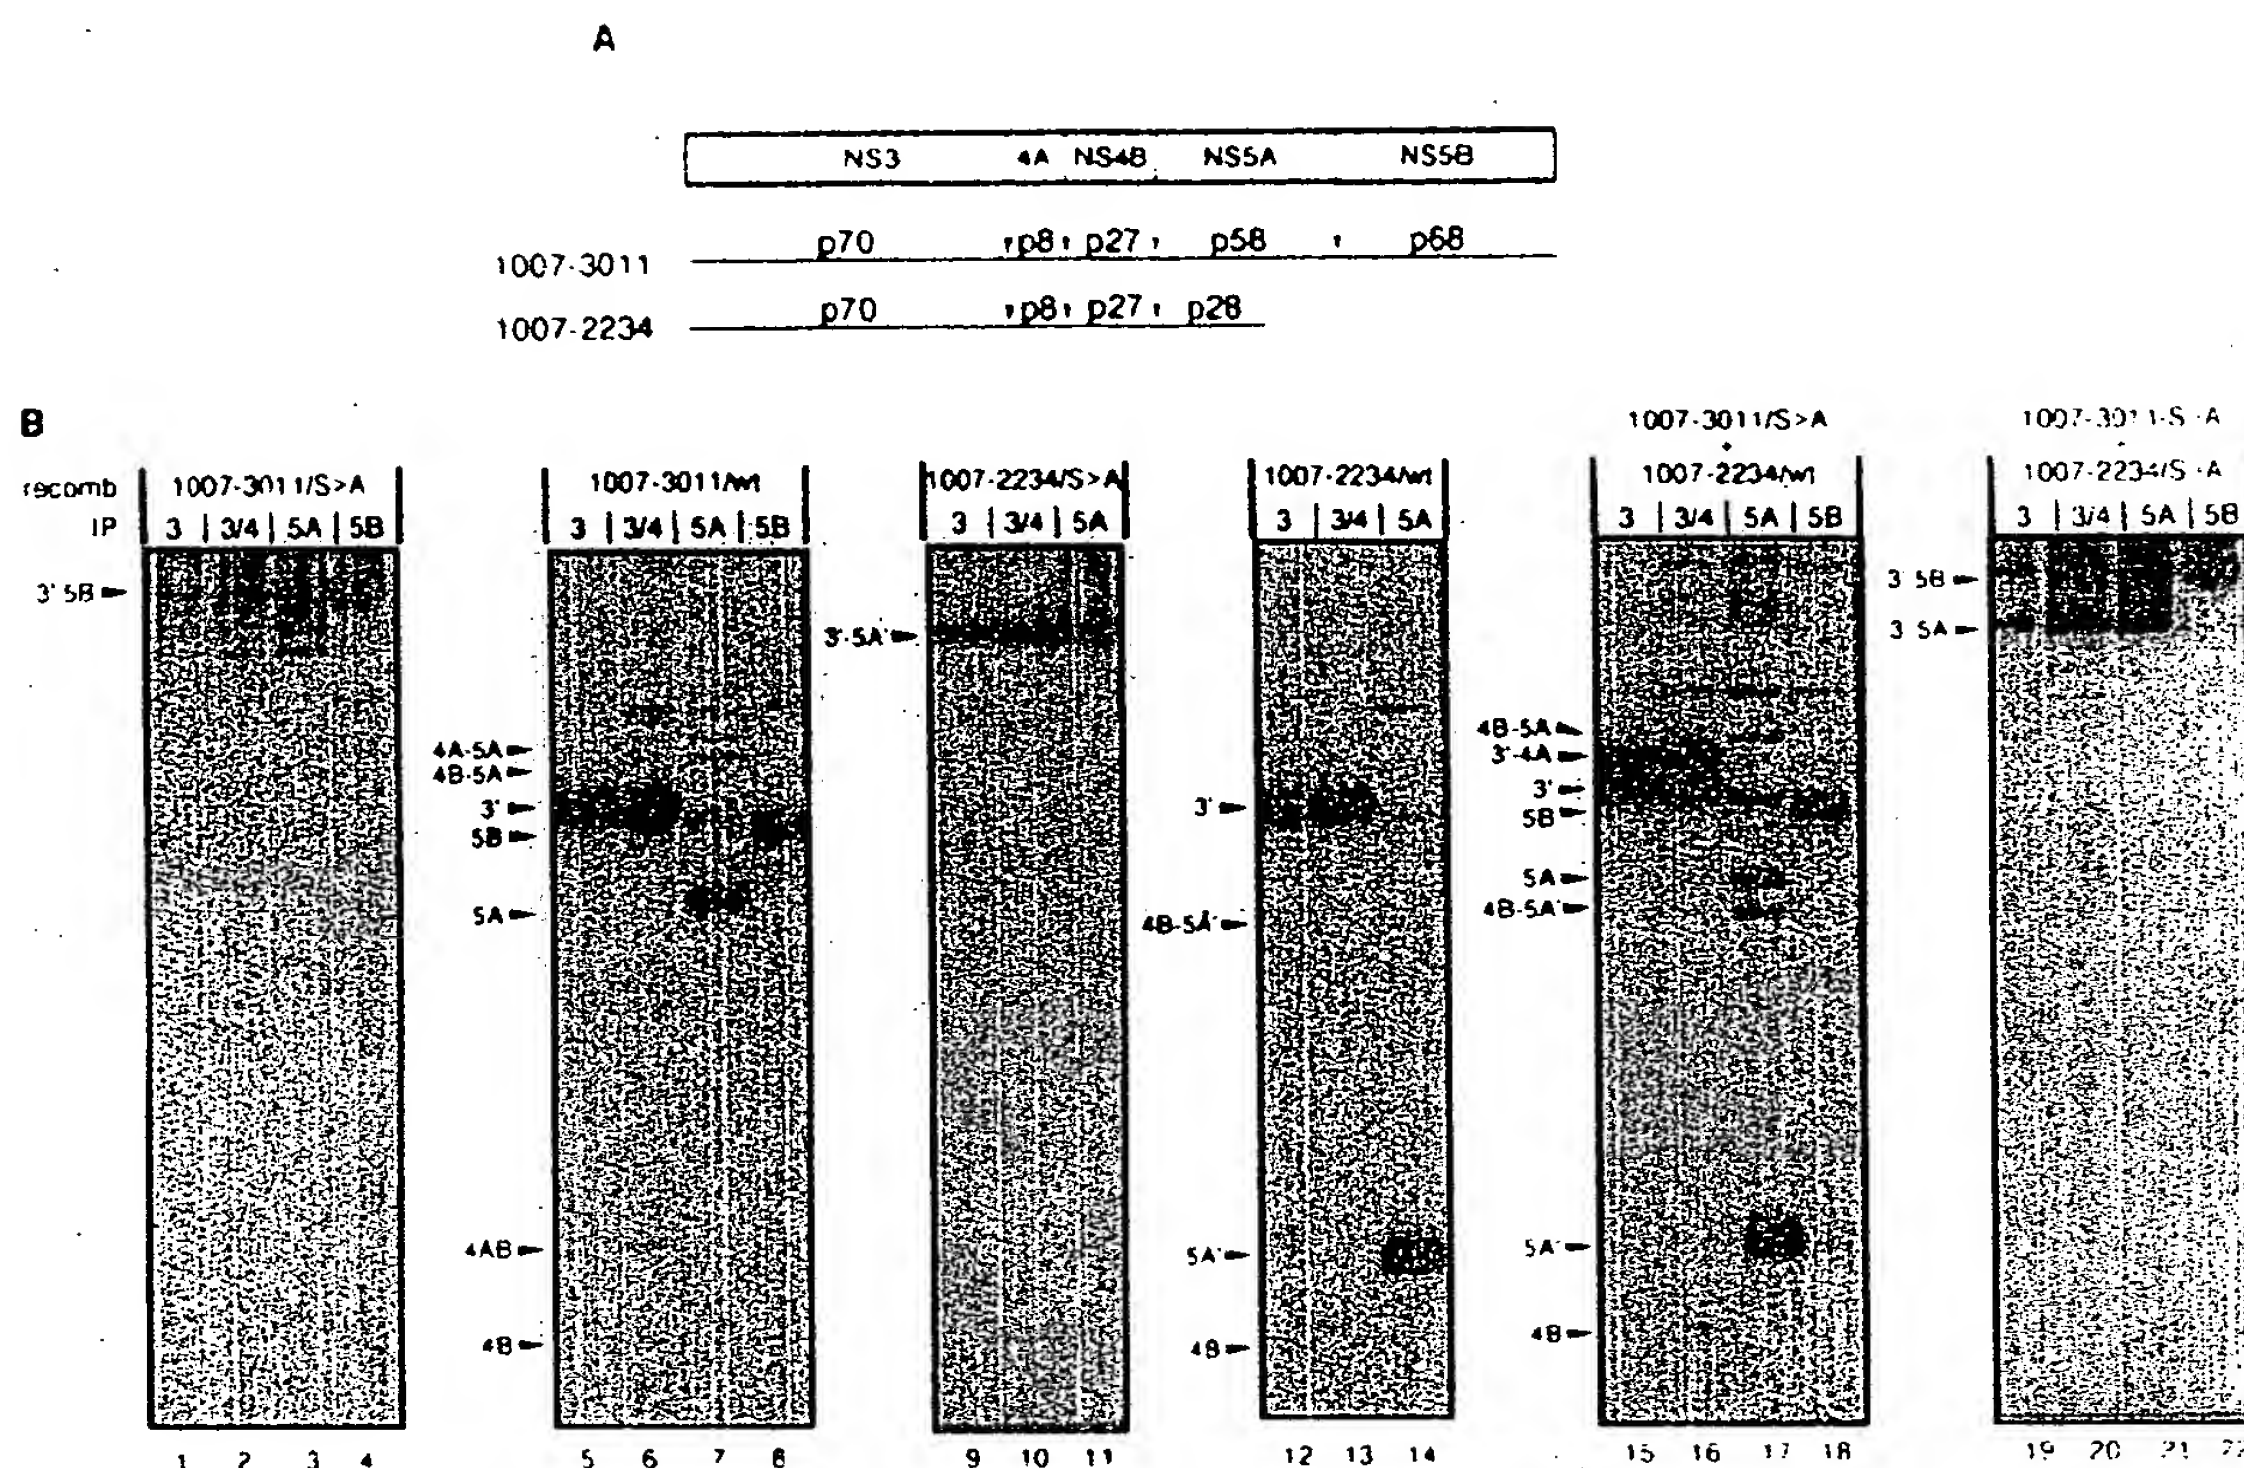 A
NS3 4A NS4B NS5A NS5B
1007-3011 p70 p8 p27 p58 p68
1007-2234 p70 p8 p27 p28
B
recomb 1007-3011/S>A
IP 3 | 3/4 | 5A | 5B
3' 5B
1 2 3 4
1007-3011/wt
3 | 3/4 | 5A | 5B
4A-5A
4B-5A
3'
5B
5A
4AB
4B
5 6 7 8
1007-2234/S>A
3 | 3/4 | 5A
3'-5A'
9 10 11
1007-2234/wt
3 | 3/4 | 5A
3'
4B-5A'
5A'
4B
12 13 14
1007-3011/S>A
+
1007-2234/wt
3 | 3/4 | 5A | 5B
4B-5A
3'-4A
3'
5B
5A
4B-5A'
5A'
4B
15 16 17 18
1007-3011-S A
1007-2234/S A
3 | 3/4 | 5A | 5B
3 5B
3 5A
19 20 21